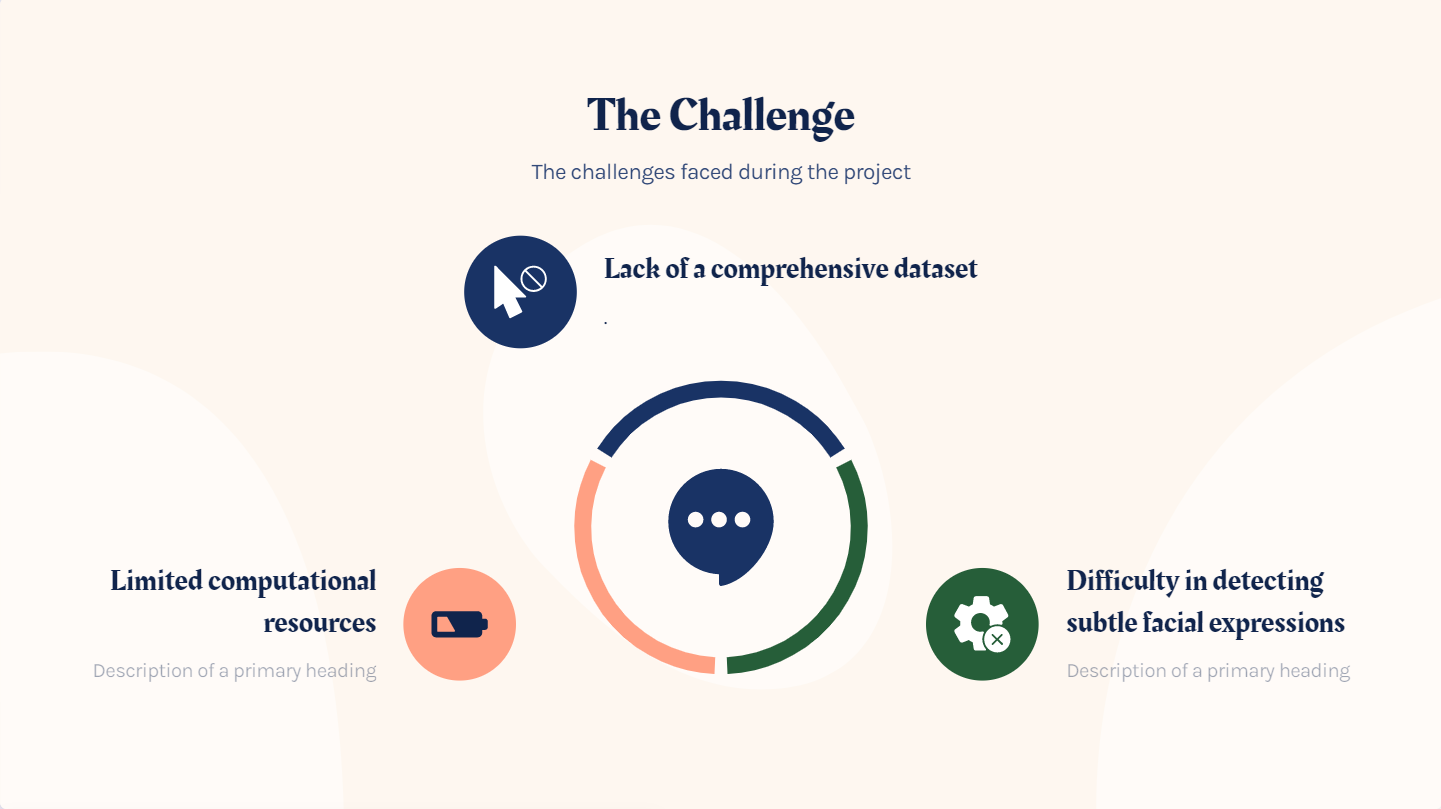 The Challenge
The challenges faced during the project
Lack of a comprehensive dataset
.
Limited computational
resources
Description of a primary heading
Difficulty in detecting
subtle facial expressions
Description of a primary heading